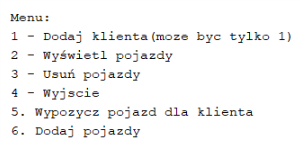 Menu:
1 - Dodaj klienta(moze byc tylko 1)
2 - Wyświetl pojazdy
3 - Usuń pojazdy
4 - Wyjscie
5. Wypozycz pojazd dla klienta
6. Dodaj pojazdy